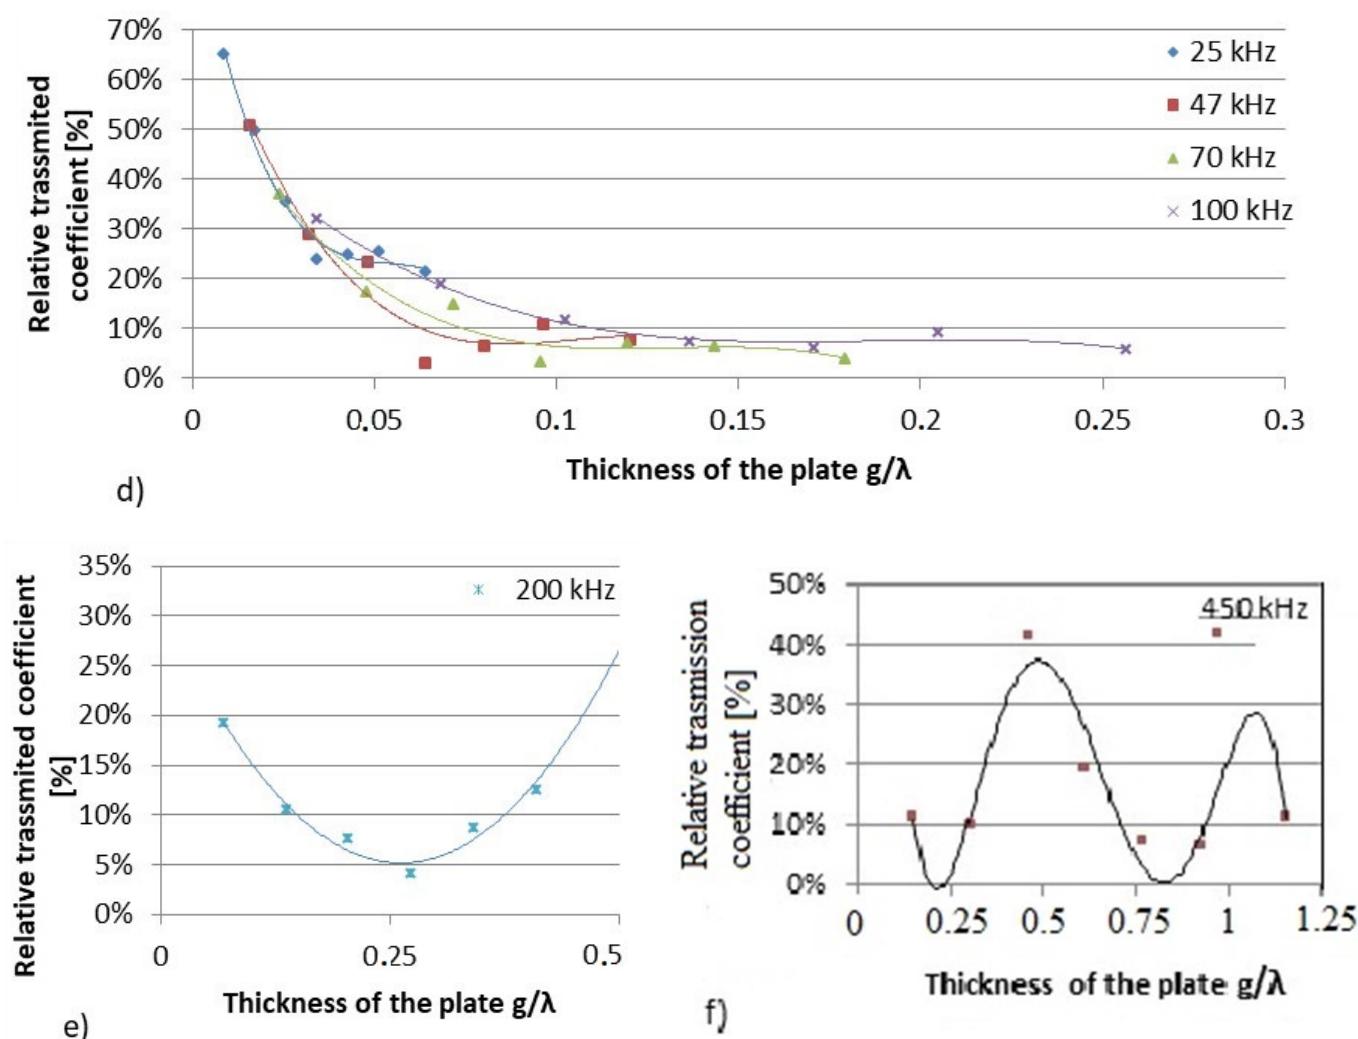 70%
60%
50%
40%
30%
20%
10%
0%
Relative trassmited
coefficient [%]
25 kHz
47 kHz
70 kHz
100 kHz
0 0.05 0.1 0.15 0.2 0.25 0.3
Thickness of the plate g/λ
d)
35%
30%
25%
20%
15%
10%
5%
0%
Relative trassmited coefficient
[%]
200 kHz
0 0.25 0.5
Thickness of the plate g/λ
e)
50%
40%
30%
20%
10%
0%
Relative trasmission
coefficient [%]
450 kHz
0 0.25 0.5 0.75 1 1.25
Thickness of the plate g/λ
f)